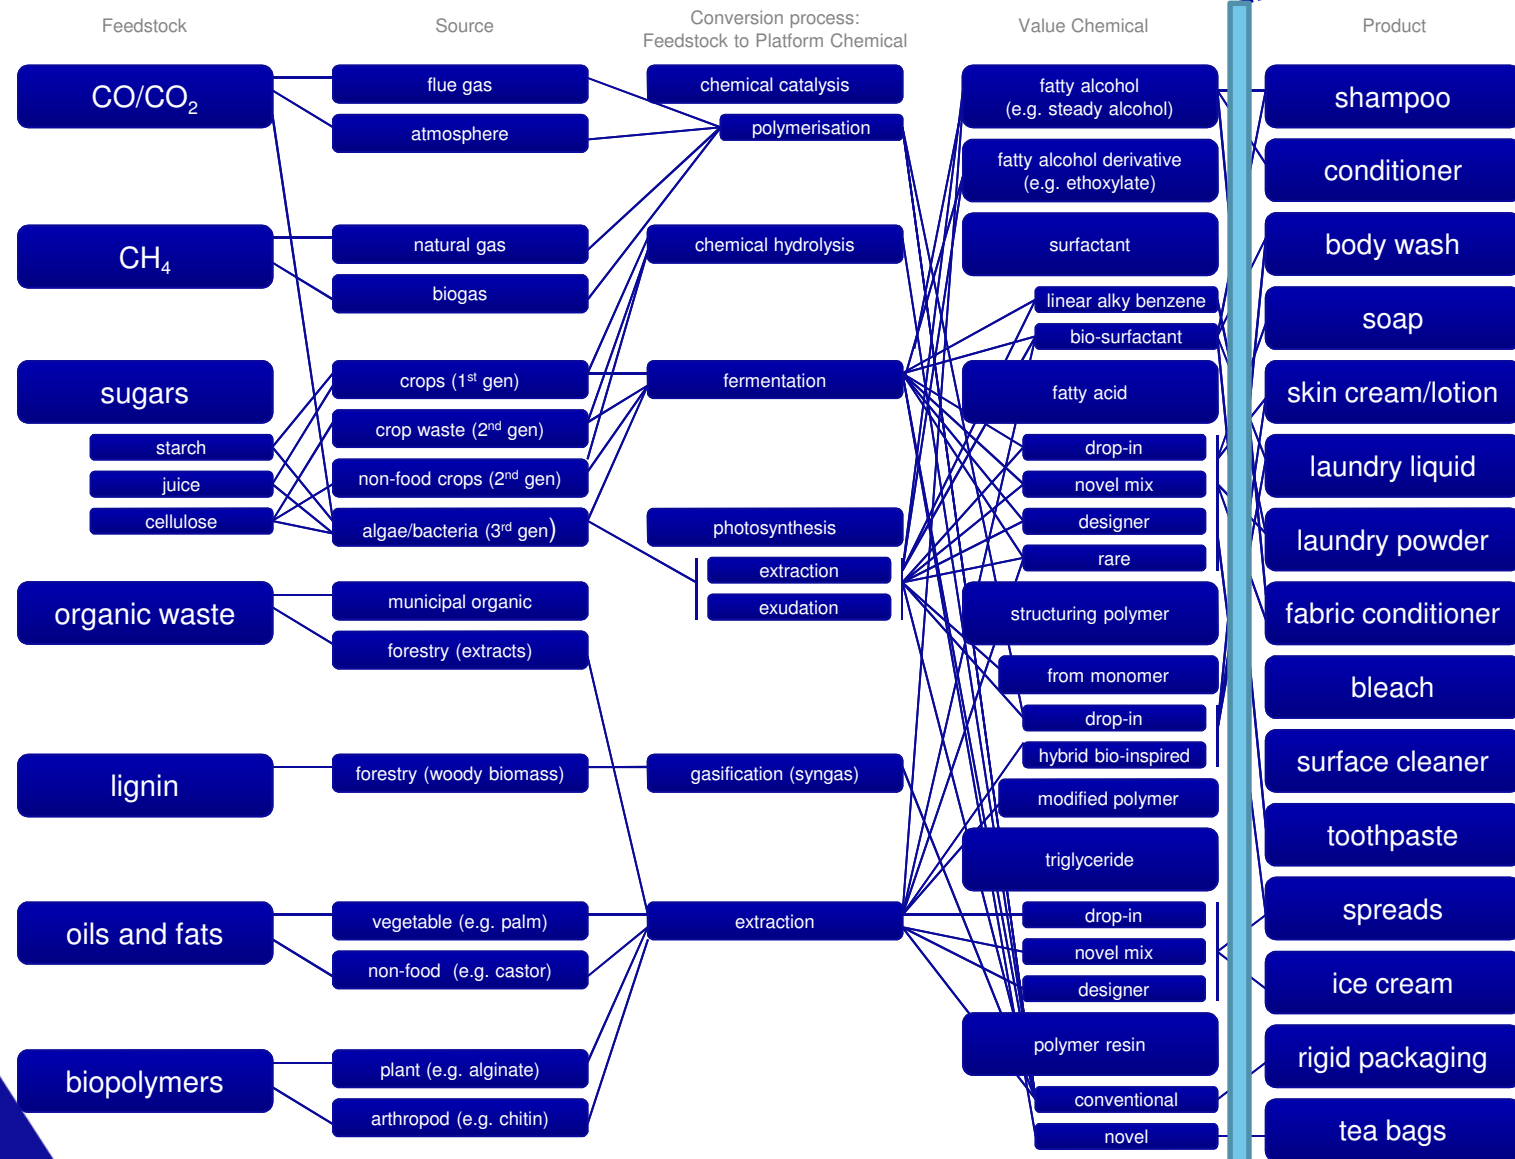 Feedstock
Source
Conversion process:
Feedstock to Platform Chemical
Value Chemical
Product
CO/CO₂
CH₄
sugars
starch
juice
cellulose
organic waste
lignin
oils and fats
biopolymers
flue gas
atmosphere
natural gas
biogas
crops (1ˢᵗ gen)
crop waste (2ⁿᵈ gen)
non-food crops (2ⁿᵈ gen)
algae/bacteria (3ʳᵈ gen)
municipal organic
forestry (extracts)
forestry (woody biomass)
vegetable (e.g. palm)
non-food (e.g. castor)
plant (e.g. alginate)
arthropod (e.g. chitin)
chemical catalysis
polymerisation
chemical hydrolysis
fermentation
photosynthesis
extraction
exudation
gasification (syngas)
extraction
fatty alcohol
(e.g. steady alcohol)
fatty alcohol derivative
(e.g. ethoxylate)
surfactant
linear alky benzene
bio-surfactant
fatty acid
drop-in
novel mix
designer
rare
structuring polymer
from monomer
drop-in
hybrid bio-inspired
modified polymer
triglyceride
drop-in
novel mix
designer
polymer resin
conventional
novel
shampoo
conditioner
body wash
soap
skin cream/lotion
laundry liquid
laundry powder
fabric conditioner
bleach
surface cleaner
toothpaste
spreads
ice cream
rigid packaging
tea bags